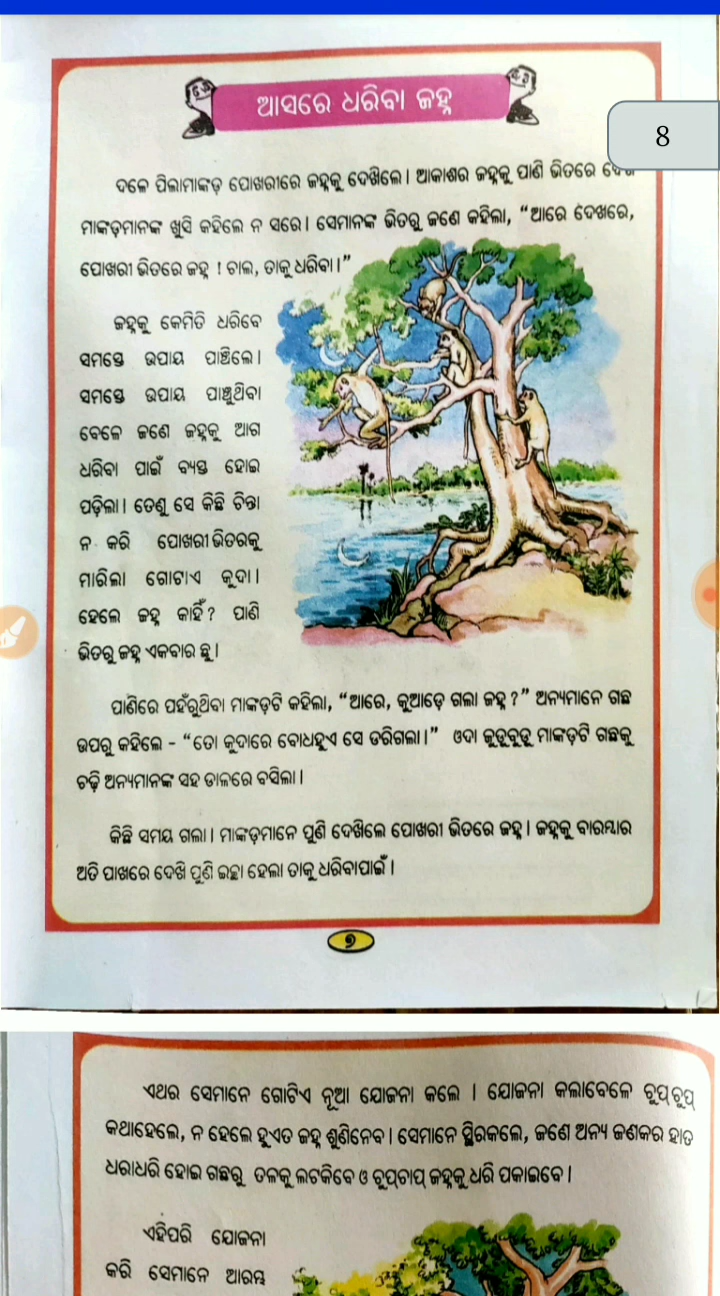 ଆସରେ ଧରିବା ଜହ୍ନ
8
ଦଳେ ପିଲାମାଙ୍କଡ଼ ପୋଖରୀରେ ଜହ୍ନକୁ ଦେଖିଲେ। ଆକାଶର ଜହ୍ନକୁ ପାଣି ଭିତରେ
ମାଙ୍କଡ଼ମାନଙ୍କ ଖୁସି କହିଲେ ନ ସରେ। ସେମାନଙ୍କ ଭିତରୁ ଜଣେ କହିଲା, “ଆରେ ଦେଖରେ,
ପୋଖରୀ ଭିତରେ ଜହ୍ନ ! ଚାଲ, ତାକୁ ଧରିବା।”
ଜହ୍ନକୁ କେମିତି ଧରିବେ
ସମସ୍ତେ ଉପାୟ ପାଞ୍ଚିଲେ।
ସମସ୍ତେ ଉପାୟ ପାଞ୍ଚୁଥିବା
ବେଳେ ଜଣେ ଜହ୍ନକୁ ଆଗ
ଧରିବା ପାଇଁ ବ୍ୟସ୍ତ ହୋଇ
ପଡ଼ିଲା। ତେଣୁ ସେ କିଛି ଚିନ୍ତା
ନ କରି ପୋଖରୀ ଭିତରକୁ
ମାରିଲା ଗୋଟାଏ କୁଦା।
ହେଲେ ଜହ୍ନ କାହିଁ ? ପାଣି
ଭିତରୁ ଜହ୍ନ ଏକବାର ଛୁ।
ପାଣିରେ ପହଁରୁଥିବା ମାଙ୍କଡ଼ଟି କହିଲା, “ଆରେ, କୁଆଡ଼େ ଗଲା ଜହ୍ନ ?” ଅନ୍ୟମାନେ ଗଛ
ଉପରୁ କହିଲେ - “ତୋ କୁଦାରେ ବୋଧହୁଏ ସେ ଡରିଗଲା।” ଓଦା ଜୁଡୁବୁଡୁ ମାଙ୍କଡ଼ଟି ଗଛକୁ
ଚଢ଼ି ଅନ୍ୟମାନଙ୍କ ସହ ଡାଳରେ ବସିଲା।
କିଛି ସମୟ ଗଲା। ମାଙ୍କଡ଼ମାନେ ପୁଣି ଦେଖିଲେ ପୋଖରୀ ଭିତରେ ଜହ୍ନ। ଜହ୍ନକୁ ବାରମ୍ବାର
ଅତି ପାଖରେ ଦେଖି ପୁଣି ଇଚ୍ଛା ହେଲା ତାକୁ ଧରିବାପାଇଁ।
୭
ଏଥର ସେମାନେ ଗୋଟିଏ ନୂଆ ଯୋଜନା କଲେ । ଯୋଜନା କଲାବେଳେ ଚୁପ୍‌ଚୁପ୍
କଥାହେଲେ, ନ ହେଲେ ହୁଏତ ଜହ୍ନ ଶୁଣିନେବ। ସେମାନେ ସ୍ଥିରକଲେ, ଜଣେ ଅନ୍ୟ ଜଣକର ହାତ
ଧରାଧରି ହୋଇ ଗଛରୁ ତଳକୁ ଲଟକିବେ ଓ ଚୁପ୍‌ଚାପ୍ ଜହ୍ନକୁ ଧରି ପକାଇବେ।
ଏହିପରି ଯୋଜନା
କରି ସେମାନେ ଆରମ୍ଭ